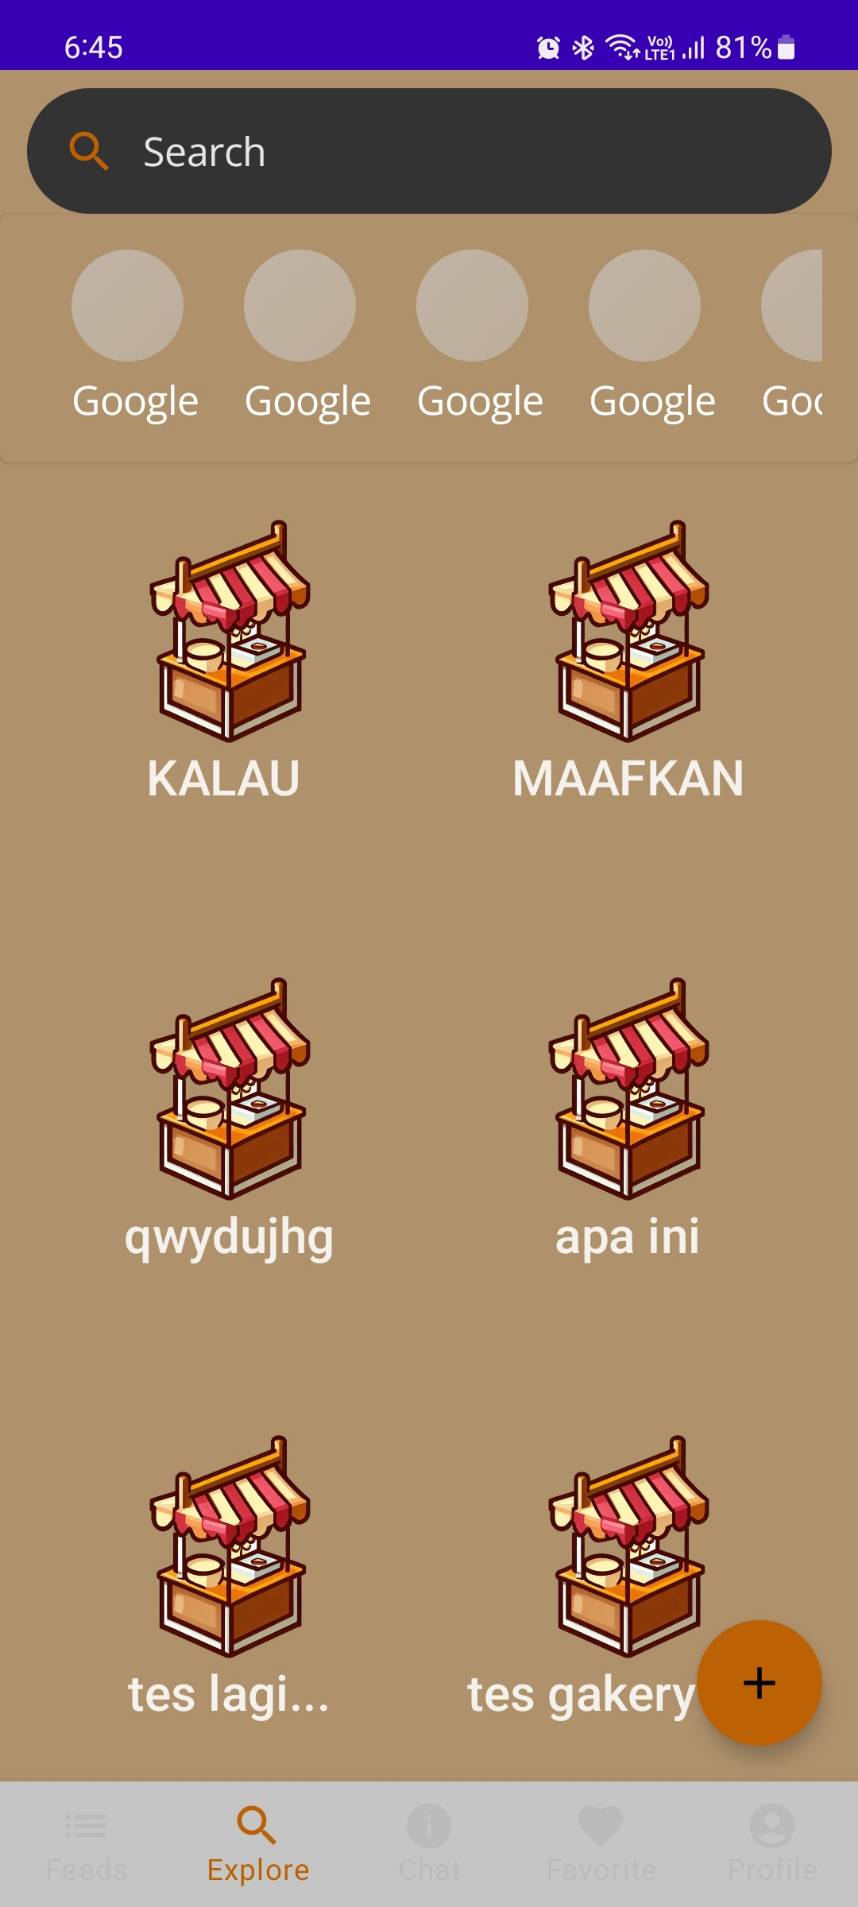 6:45 Vo)) LTE1 81%
Search
Google Google Google Google Goo
KALAU MAAFKAN
qwydujhg apa ini
tes lagi... tes gakery
Feeds Explore Chat Favorite Profile